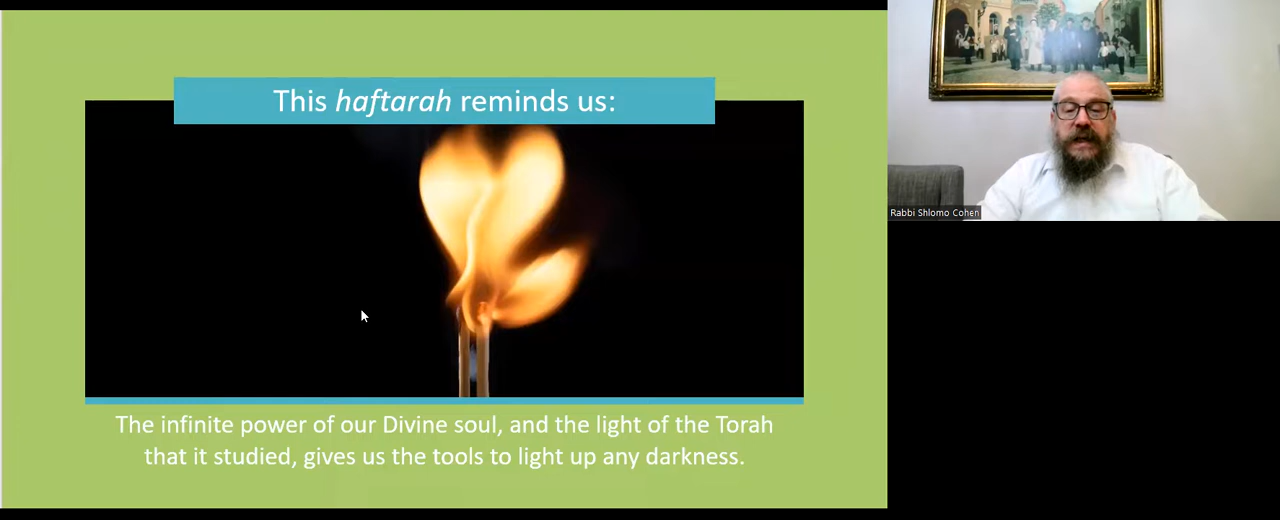 This haftarah reminds us:
The infinite power of our Divine soul, and the light of the Torah
that it studied, gives us the tools to light up any darkness.
Rabbi Shlomo Cohen